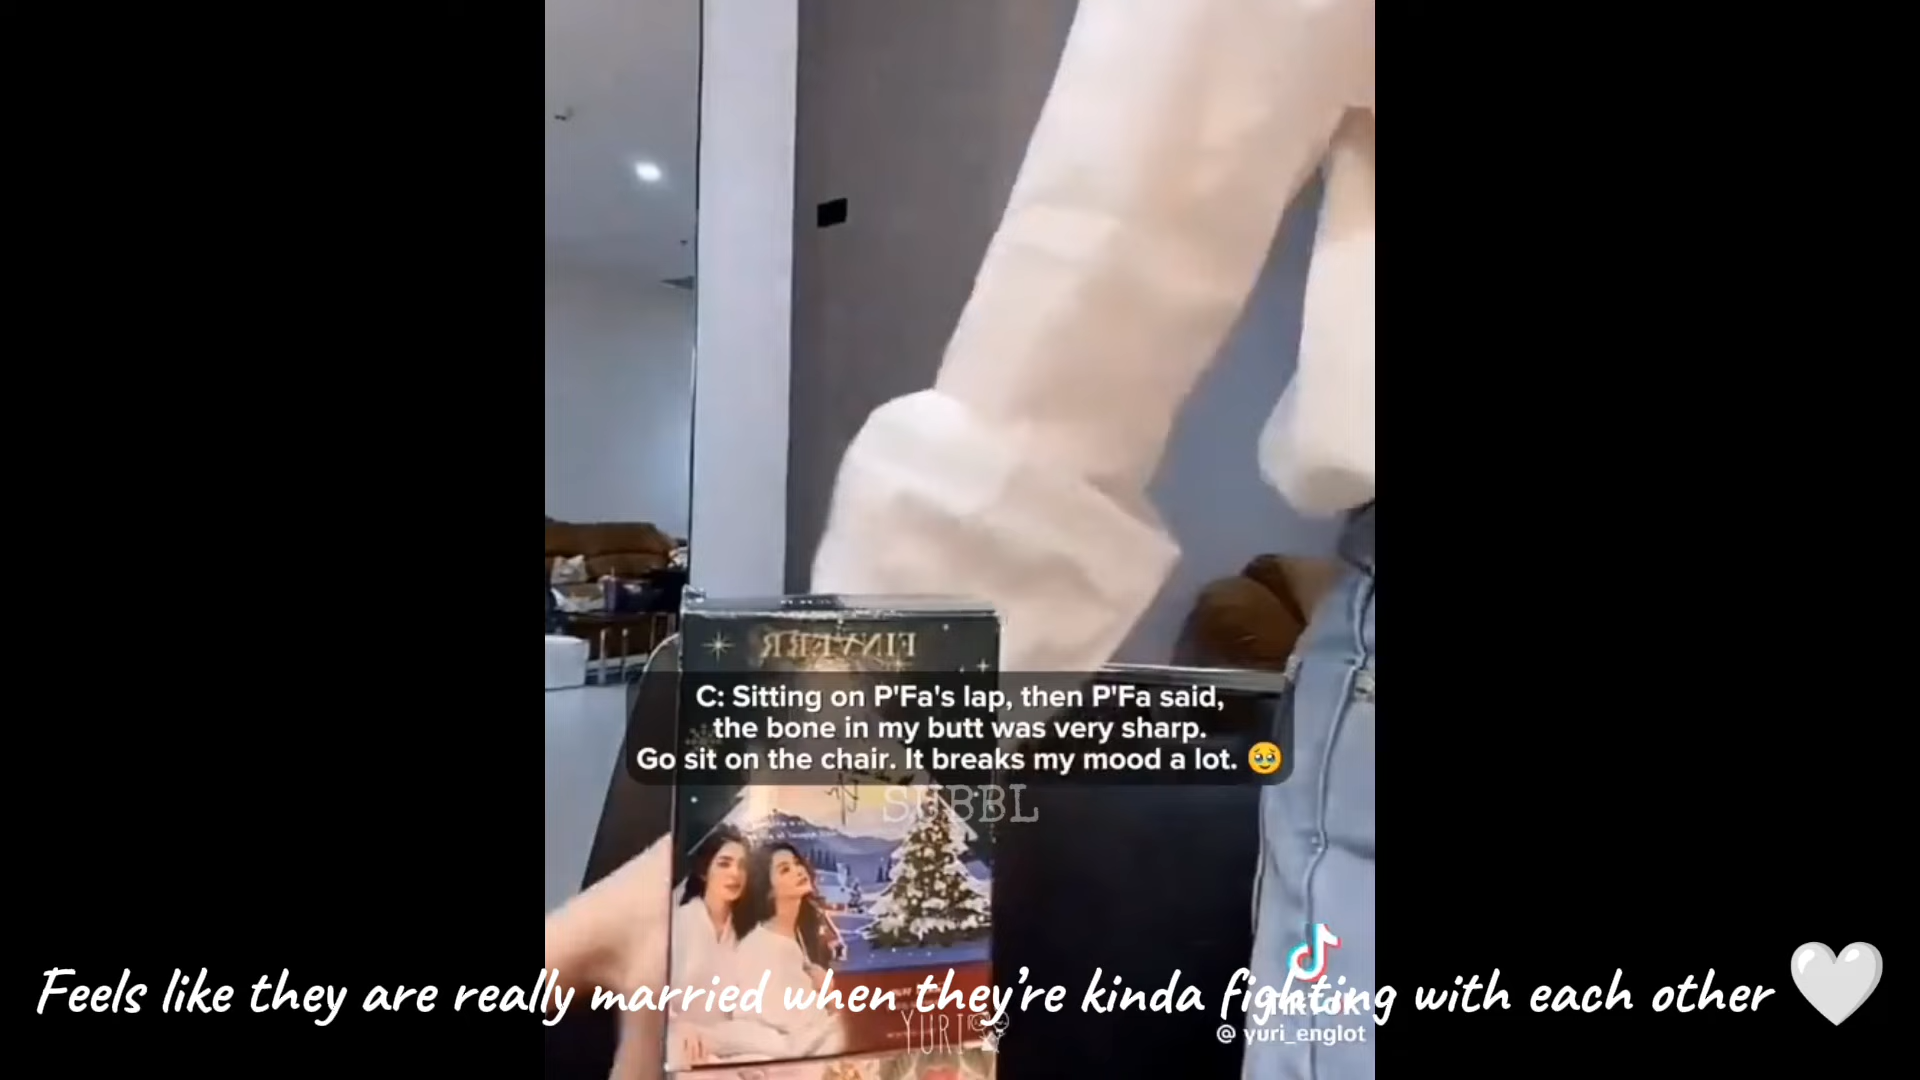 FINVERR
C: Sitting on P'Fa's lap, then P'Fa said,
the bone in my butt was very sharp.
Go sit on the chair. It breaks my mood a lot. 🥹
SUBBL
Feels like they are really married when they’re kinda fighting with each other 🤍
TikTok
YURI
@ yuri_englot